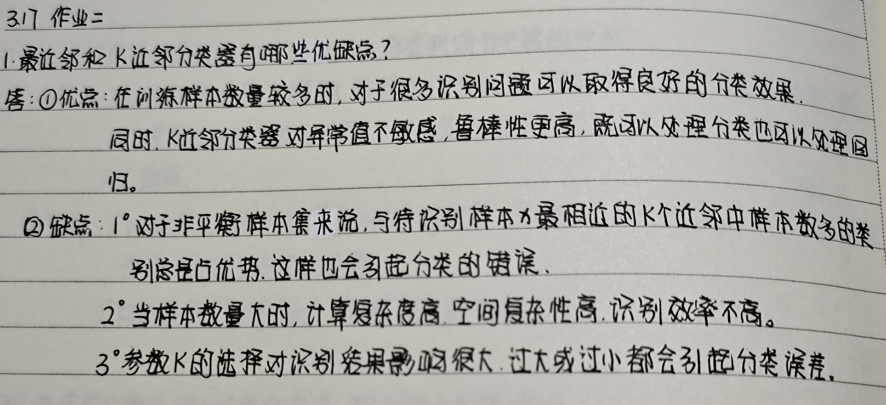 3.17 作业二
1.最近邻和K近邻分类器有哪些优缺点?
答:①优点:在训练样本数量较多时,对于很多识别问题可以取得良好的分类效果.
同时,K近邻分类器对异常值不敏感,鲁棒性更高,既可以处理分类也可以处理回
归。
②缺点:1°对于非平衡样本集来说,与待识别样本x最相近的K个近邻中样本数多的类
别总是占优势.这样也会引起分类的错误.
2°当样本数量大时,计算复杂度高.空间复杂性高.识别效率不高。
3°参数K的选择对识别结果影响很大.过大或过小都会引起分类误差.